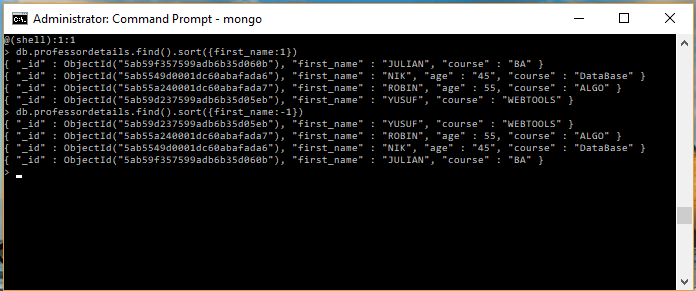 Administrator: Command Prompt - mongo
@(shell):1:1
> db.professordetails.find().sort({first_name:1})
{ "_id" : ObjectId("5ab59f357599adb6b35d060b"), "first_name" : "JULIAN", "course" : "BA" }
{ "_id" : ObjectId("5ab5549d0001dc60abafada6"), "first_name" : "NIK", "age" : "45", "course" : "DataBase" }
{ "_id" : ObjectId("5ab55a240001dc60abafada7"), "first_name" : "ROBIN", "age" : 55, "course" : "ALGO" }
{ "_id" : ObjectId("5ab59d237599adb6b35d05eb"), "first_name" : "YUSUF", "course" : "WEBTOOLS" }
> db.professordetails.find().sort({first_name:-1})
{ "_id" : ObjectId("5ab59d237599adb6b35d05eb"), "first_name" : "YUSUF", "course" : "WEBTOOLS" }
{ "_id" : ObjectId("5ab55a240001dc60abafada7"), "first_name" : "ROBIN", "age" : 55, "course" : "ALGO" }
{ "_id" : ObjectId("5ab5549d0001dc60abafada6"), "first_name" : "NIK", "age" : "45", "course" : "DataBase" }
{ "_id" : ObjectId("5ab59f357599adb6b35d060b"), "first_name" : "JULIAN", "course" : "BA" }
>